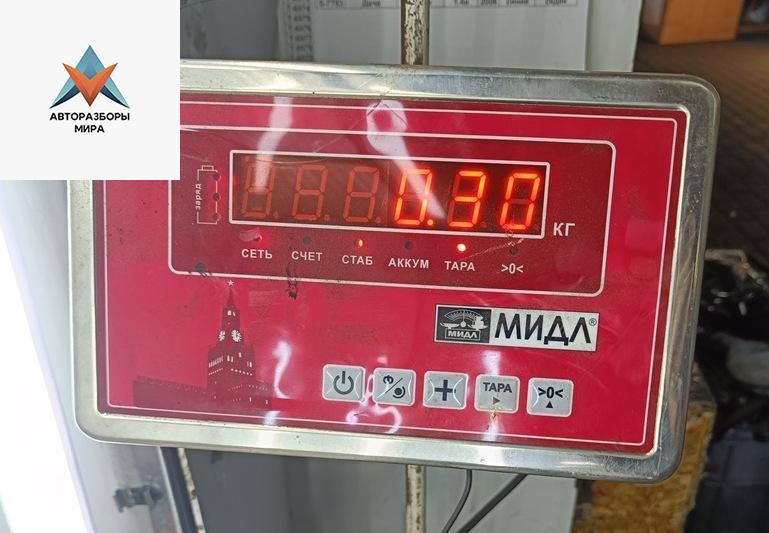 АВТОРАЗБОРЫ
МИРА
заряд
0.30 КГ
СЕТЬ СЧЕТ СТАБ АККУМ ТАРА >0<
МИДЛ МИДЛ®
ТАРА >0<